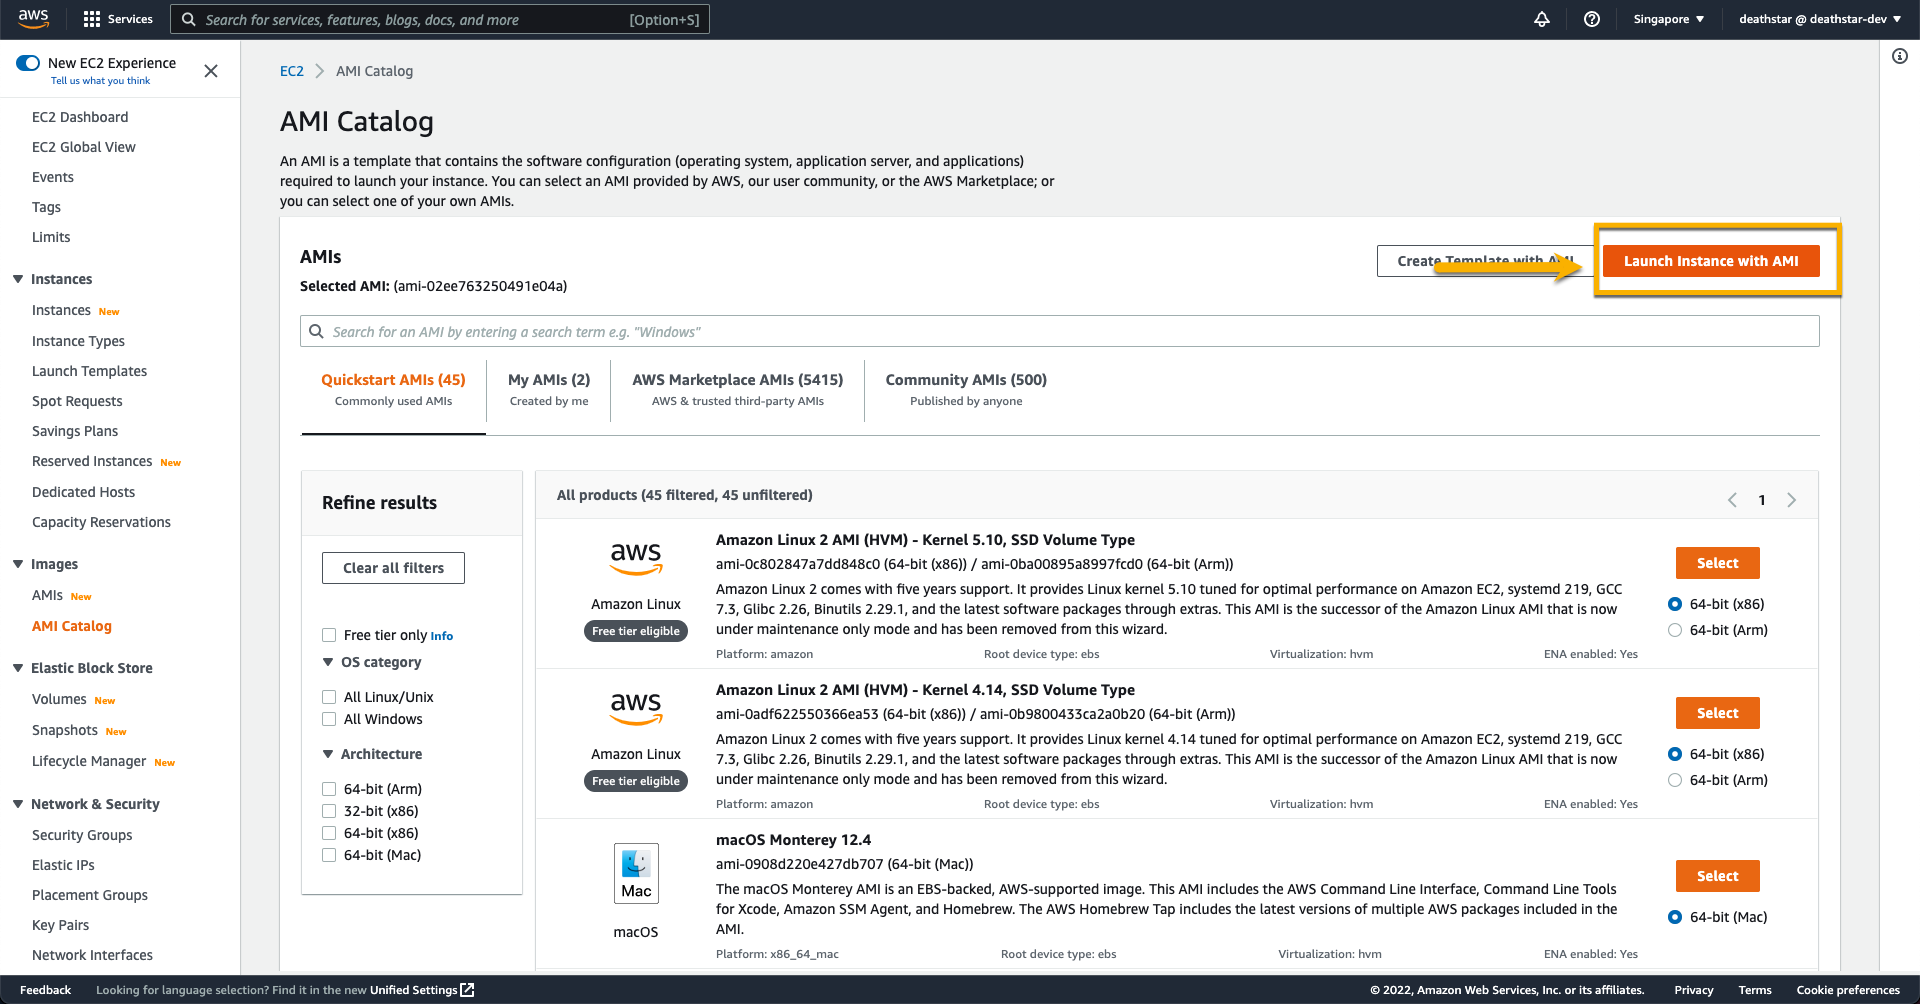 aws
Services
Search for services, features, blogs, docs, and more
[Option+S]
Singapore
deathstar @ deathstar-dev
New EC2 Experience
Tell us what you think
EC2 Dashboard
EC2 Global View
Events
Tags
Limits
Instances
Instances New
Instance Types
Launch Templates
Spot Requests
Savings Plans
Reserved Instances New
Dedicated Hosts
Capacity Reservations
Images
AMIs New
AMI Catalog
Elastic Block Store
Volumes New
Snapshots New
Lifecycle Manager New
Network & Security
Security Groups
Elastic IPs
Placement Groups
Key Pairs
Network Interfaces
EC2
AMI Catalog
AMI Catalog
An AMI is a template that contains the software configuration (operating system, application server, and applications)
required to launch your instance. You can select an AMI provided by AWS, our user community, or the AWS Marketplace; or
you can select one of your own AMIs.
AMIs
Selected AMI: (ami-02ee763250491e04a)
Create Template with AMI
Launch Instance with AMI
Search for an AMI by entering a search term e.g. "Windows"
Quickstart AMIs (45)
Commonly used AMIs
My AMIs (2)
Created by me
AWS Marketplace AMIs (5415)
AWS & trusted third-party AMIs
Community AMIs (500)
Published by anyone
Refine results
Clear all filters
Free tier only Info
OS category
All Linux/Unix
All Windows
Architecture
64-bit (Arm)
32-bit (x86)
64-bit (x86)
64-bit (Mac)
All products (45 filtered, 45 unfiltered)
1
aws
Amazon Linux
Free tier eligible
Amazon Linux 2 AMI (HVM) - Kernel 5.10, SSD Volume Type
ami-0c802847a7dd848c0 (64-bit (x86)) / ami-0ba00895a8997fcd0 (64-bit (Arm))
Amazon Linux 2 comes with five years support. It provides Linux kernel 5.10 tuned for optimal performance on Amazon EC2, systemd 219, GCC
7.3, Glibc 2.26, Binutils 2.29.1, and the latest software packages through extras. This AMI is the successor of the Amazon Linux AMI that is now
under maintenance only mode and has been removed from this wizard.
Platform: amazon
Root device type: ebs
Virtualization: hvm
ENA enabled: Yes
Select
64-bit (x86)
64-bit (Arm)
aws
Amazon Linux
Free tier eligible
Amazon Linux 2 AMI (HVM) - Kernel 4.14, SSD Volume Type
ami-0adf622550366ea53 (64-bit (x86)) / ami-0b9800433ca2a0b20 (64-bit (Arm))
Amazon Linux 2 comes with five years support. It provides Linux kernel 4.14 tuned for optimal performance on Amazon EC2, systemd 219, GCC
7.3, Glibc 2.26, Binutils 2.29.1, and the latest software packages through extras. This AMI is the successor of the Amazon Linux AMI that is now
under maintenance only mode and has been removed from this wizard.
Platform: amazon
Root device type: ebs
Virtualization: hvm
ENA enabled: Yes
Select
64-bit (x86)
64-bit (Arm)
Mac
macOS
macOS Monterey 12.4
ami-0908d220e427db707 (64-bit (Mac))
The macOS Monterey AMI is an EBS-backed, AWS-supported image. This AMI includes the AWS Command Line Interface, Command Line Tools
for Xcode, Amazon SSM Agent, and Homebrew. The AWS Homebrew Tap includes the latest versions of multiple AWS packages included in the
AMI.
Platform: x86_64_mac
Root device type: ebs
Virtualization: hvm
ENA enabled: Yes
Select
64-bit (Mac)
Feedback
Looking for language selection? Find it in the new Unified Settings
© 2022, Amazon Web Services, Inc. or its affiliates.
Privacy
Terms
Cookie preferences